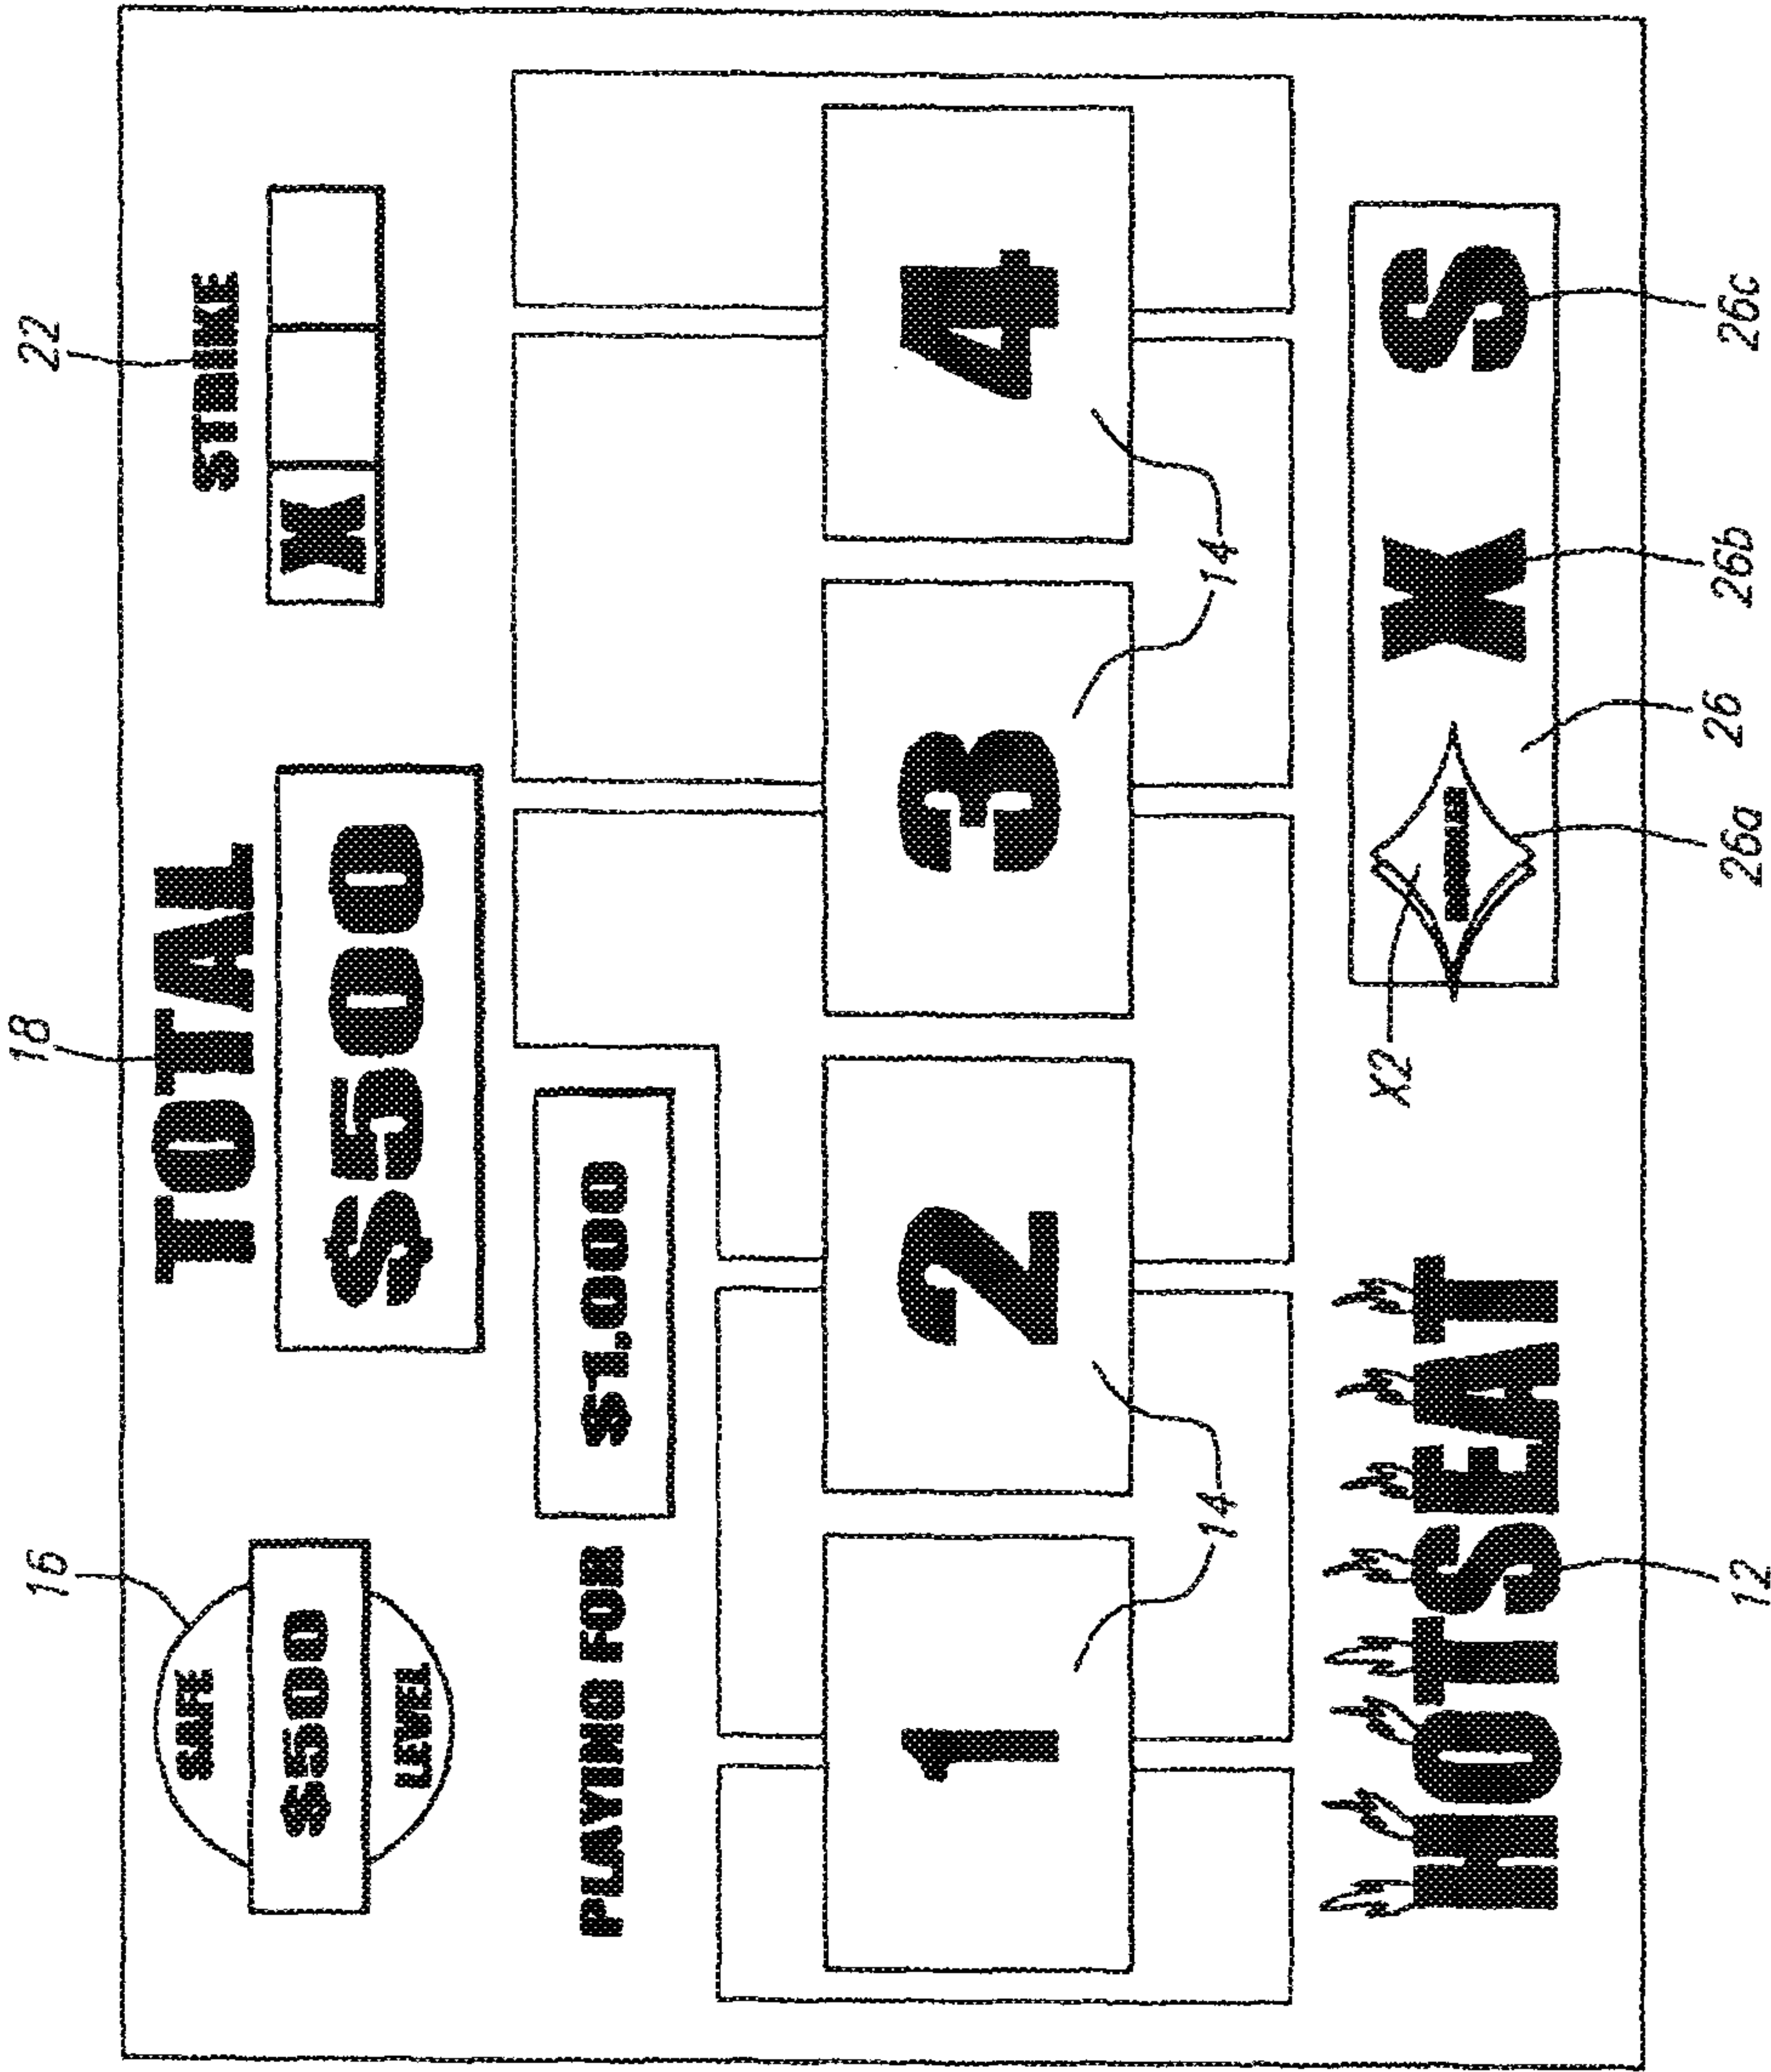 16
18
22
SAFE
$500
LEVEL
TOTAL
$500
STRIKE
X
PLAYING FOR
$1,000
1
2
3
4
14
14
HOTSEAT
X2
X
S
12
26a
26
26b
26c